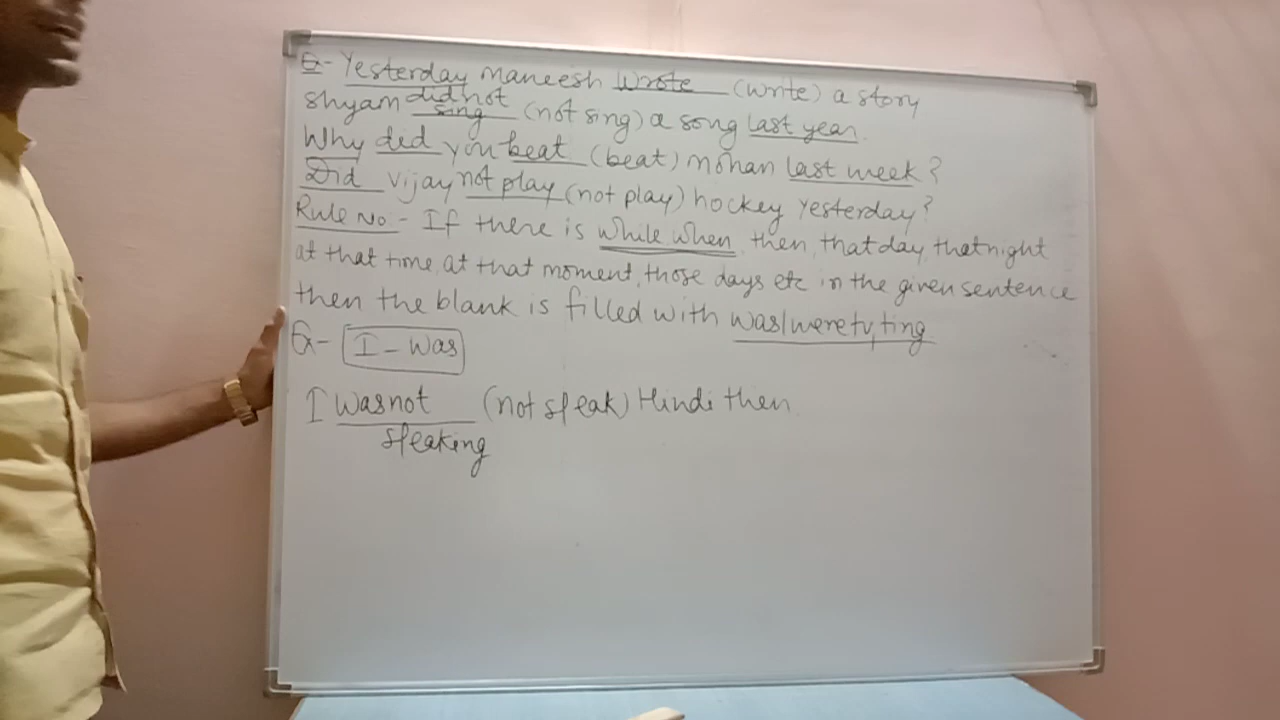 Ex- Yesterday Maneesh wrote (write) a story
Shyam did not sing (not sing) a song last year.
Why did you beat (beat) Mohan last week?
Did Vijay not play (not play) hockey yesterday?
Rule No - If there is while when then, that day, that night
at that time, at that moment, those days etc in the given sentence
then the blank is filled with was/were+v1+ing
Ex- I - was
I was not speaking (not speak) Hindi then.